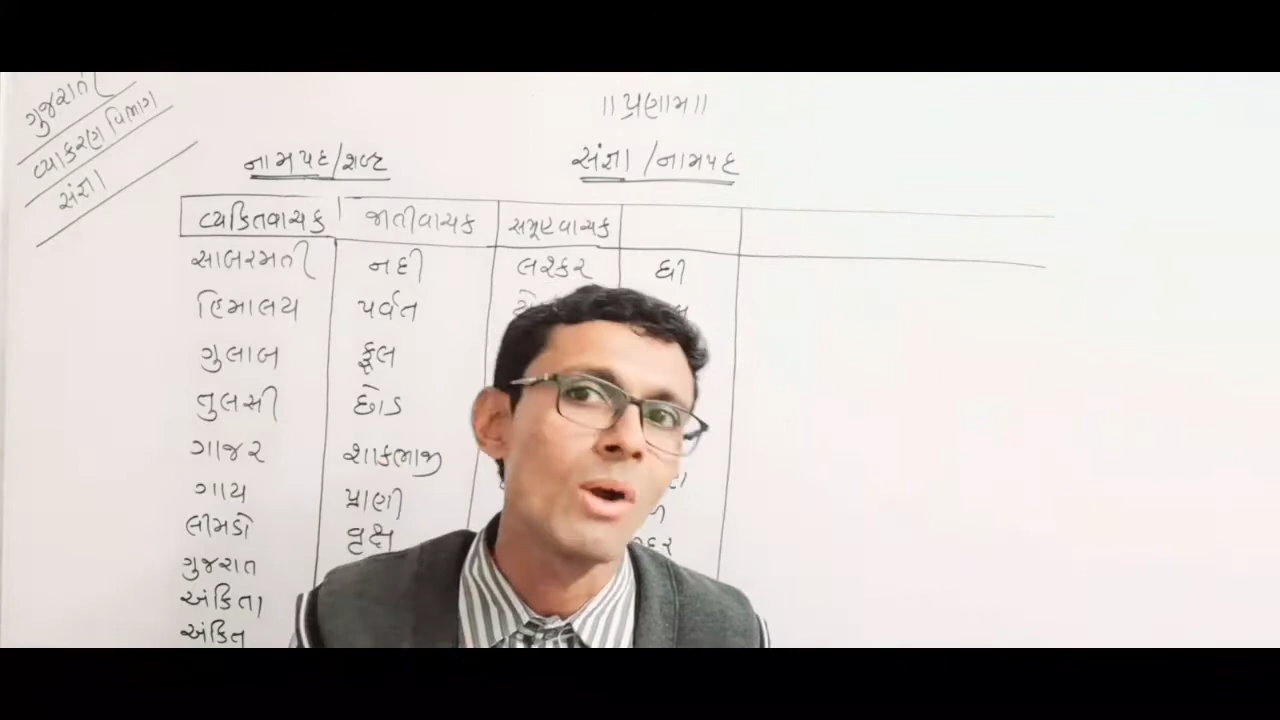 ગુજરાતી
વ્યાકરણ વિભાગ
સંજ્ઞા
॥ પ્રણામ ॥
નામપદ/શબ્દ
સંજ્ઞા /નામપદ
વ્યકિતવાચક જાતીવાચક સમૂહવાચક
સાબરમતી નદી લશ્કર ઘી
હિમાલય પર્વત
ગુલાબ ફૂલ
તુલસી છોડ
ગાજર શાકભાજી
ગાય પ્રાણી
લીમડો વૃક્ષ
ગુજરાત
અંકિતા
અંકિત